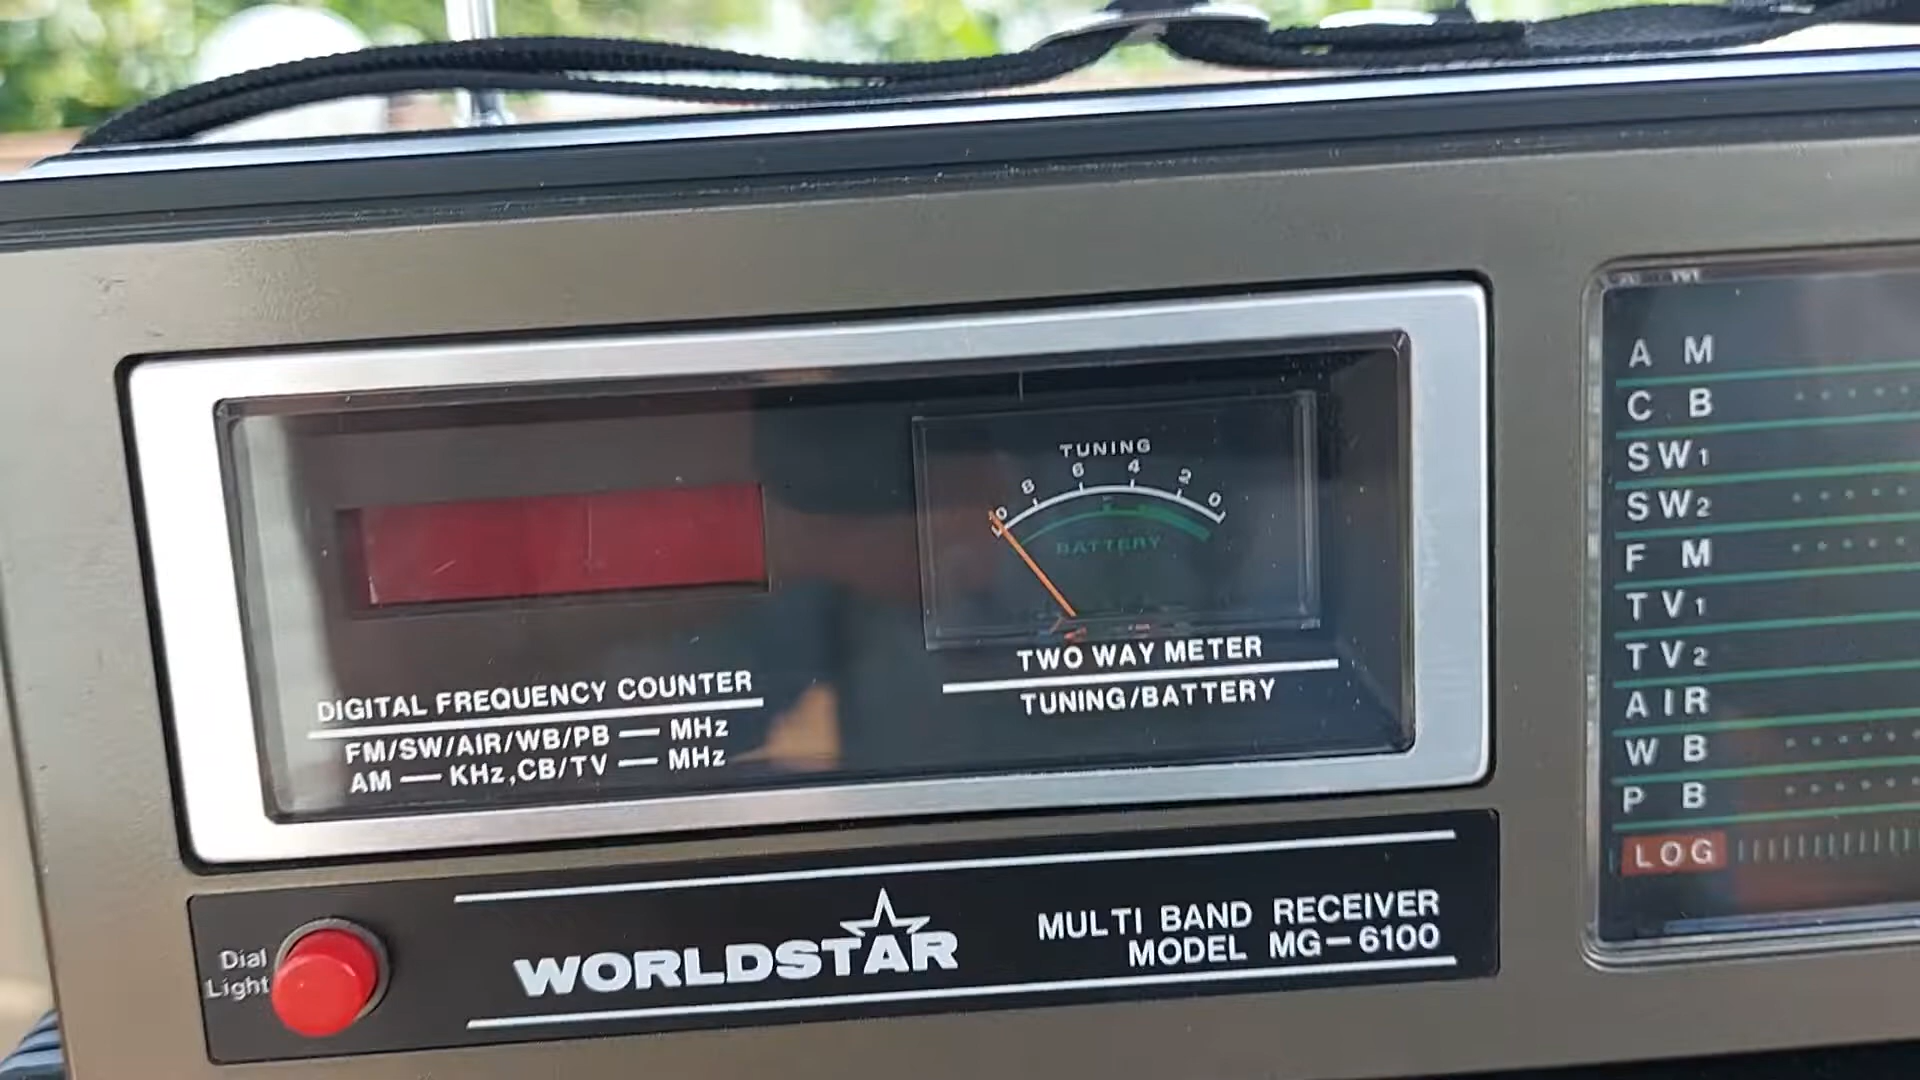 TUNING
10 8 6 4 2 0
BATTERY
TWO WAY METER
TUNING/BATTERY
DIGITAL FREQUENCY COUNTER
FM/SW/AIR/WB/PB — MHz
AM — KHz,CB/TV — MHz
Dial
Light
WORLDSTAR
MULTI BAND RECEIVER
MODEL MG-6100
A M
C B
SW1
SW2
F M
TV1
TV2
AIR
W B
P B
LOG